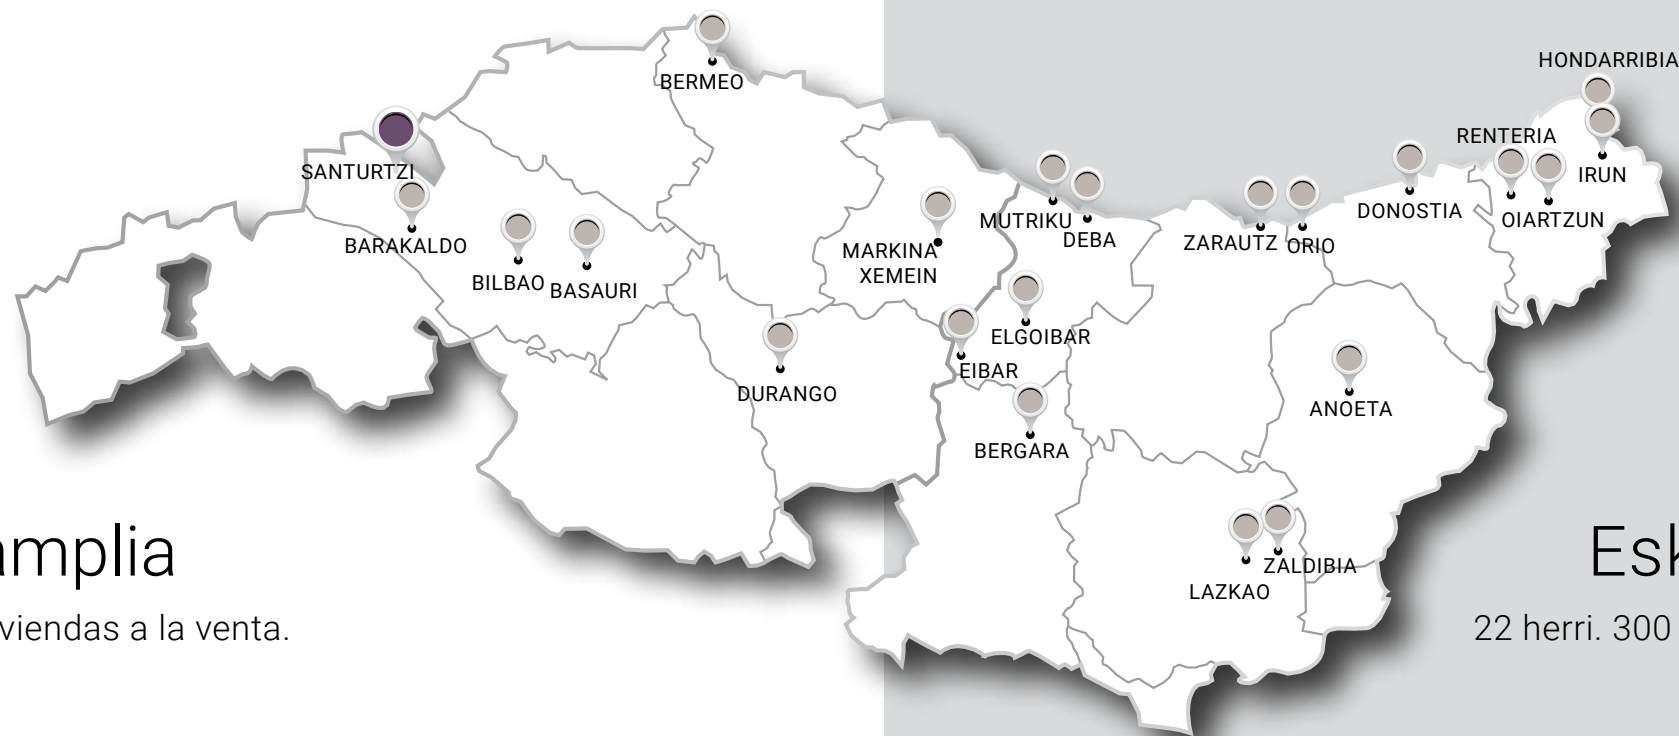 HONDARRIBIA
BERMEO
RENTERIA
SANTURTZI
IRUN
DONOSTIA
OIARTZUN
MUTRIKU
DEBA
ZARAUTZ
ORIO
BARAKALDO
MARKINA
XEMEIN
BILBAO
BASAURI
ELGOIBAR
EIBAR
DURANGO
ANOETA
BERGARA
amplia
Esk
ZALDIBIA
LAZKAO
viviendas a la venta.
22 herri. 300